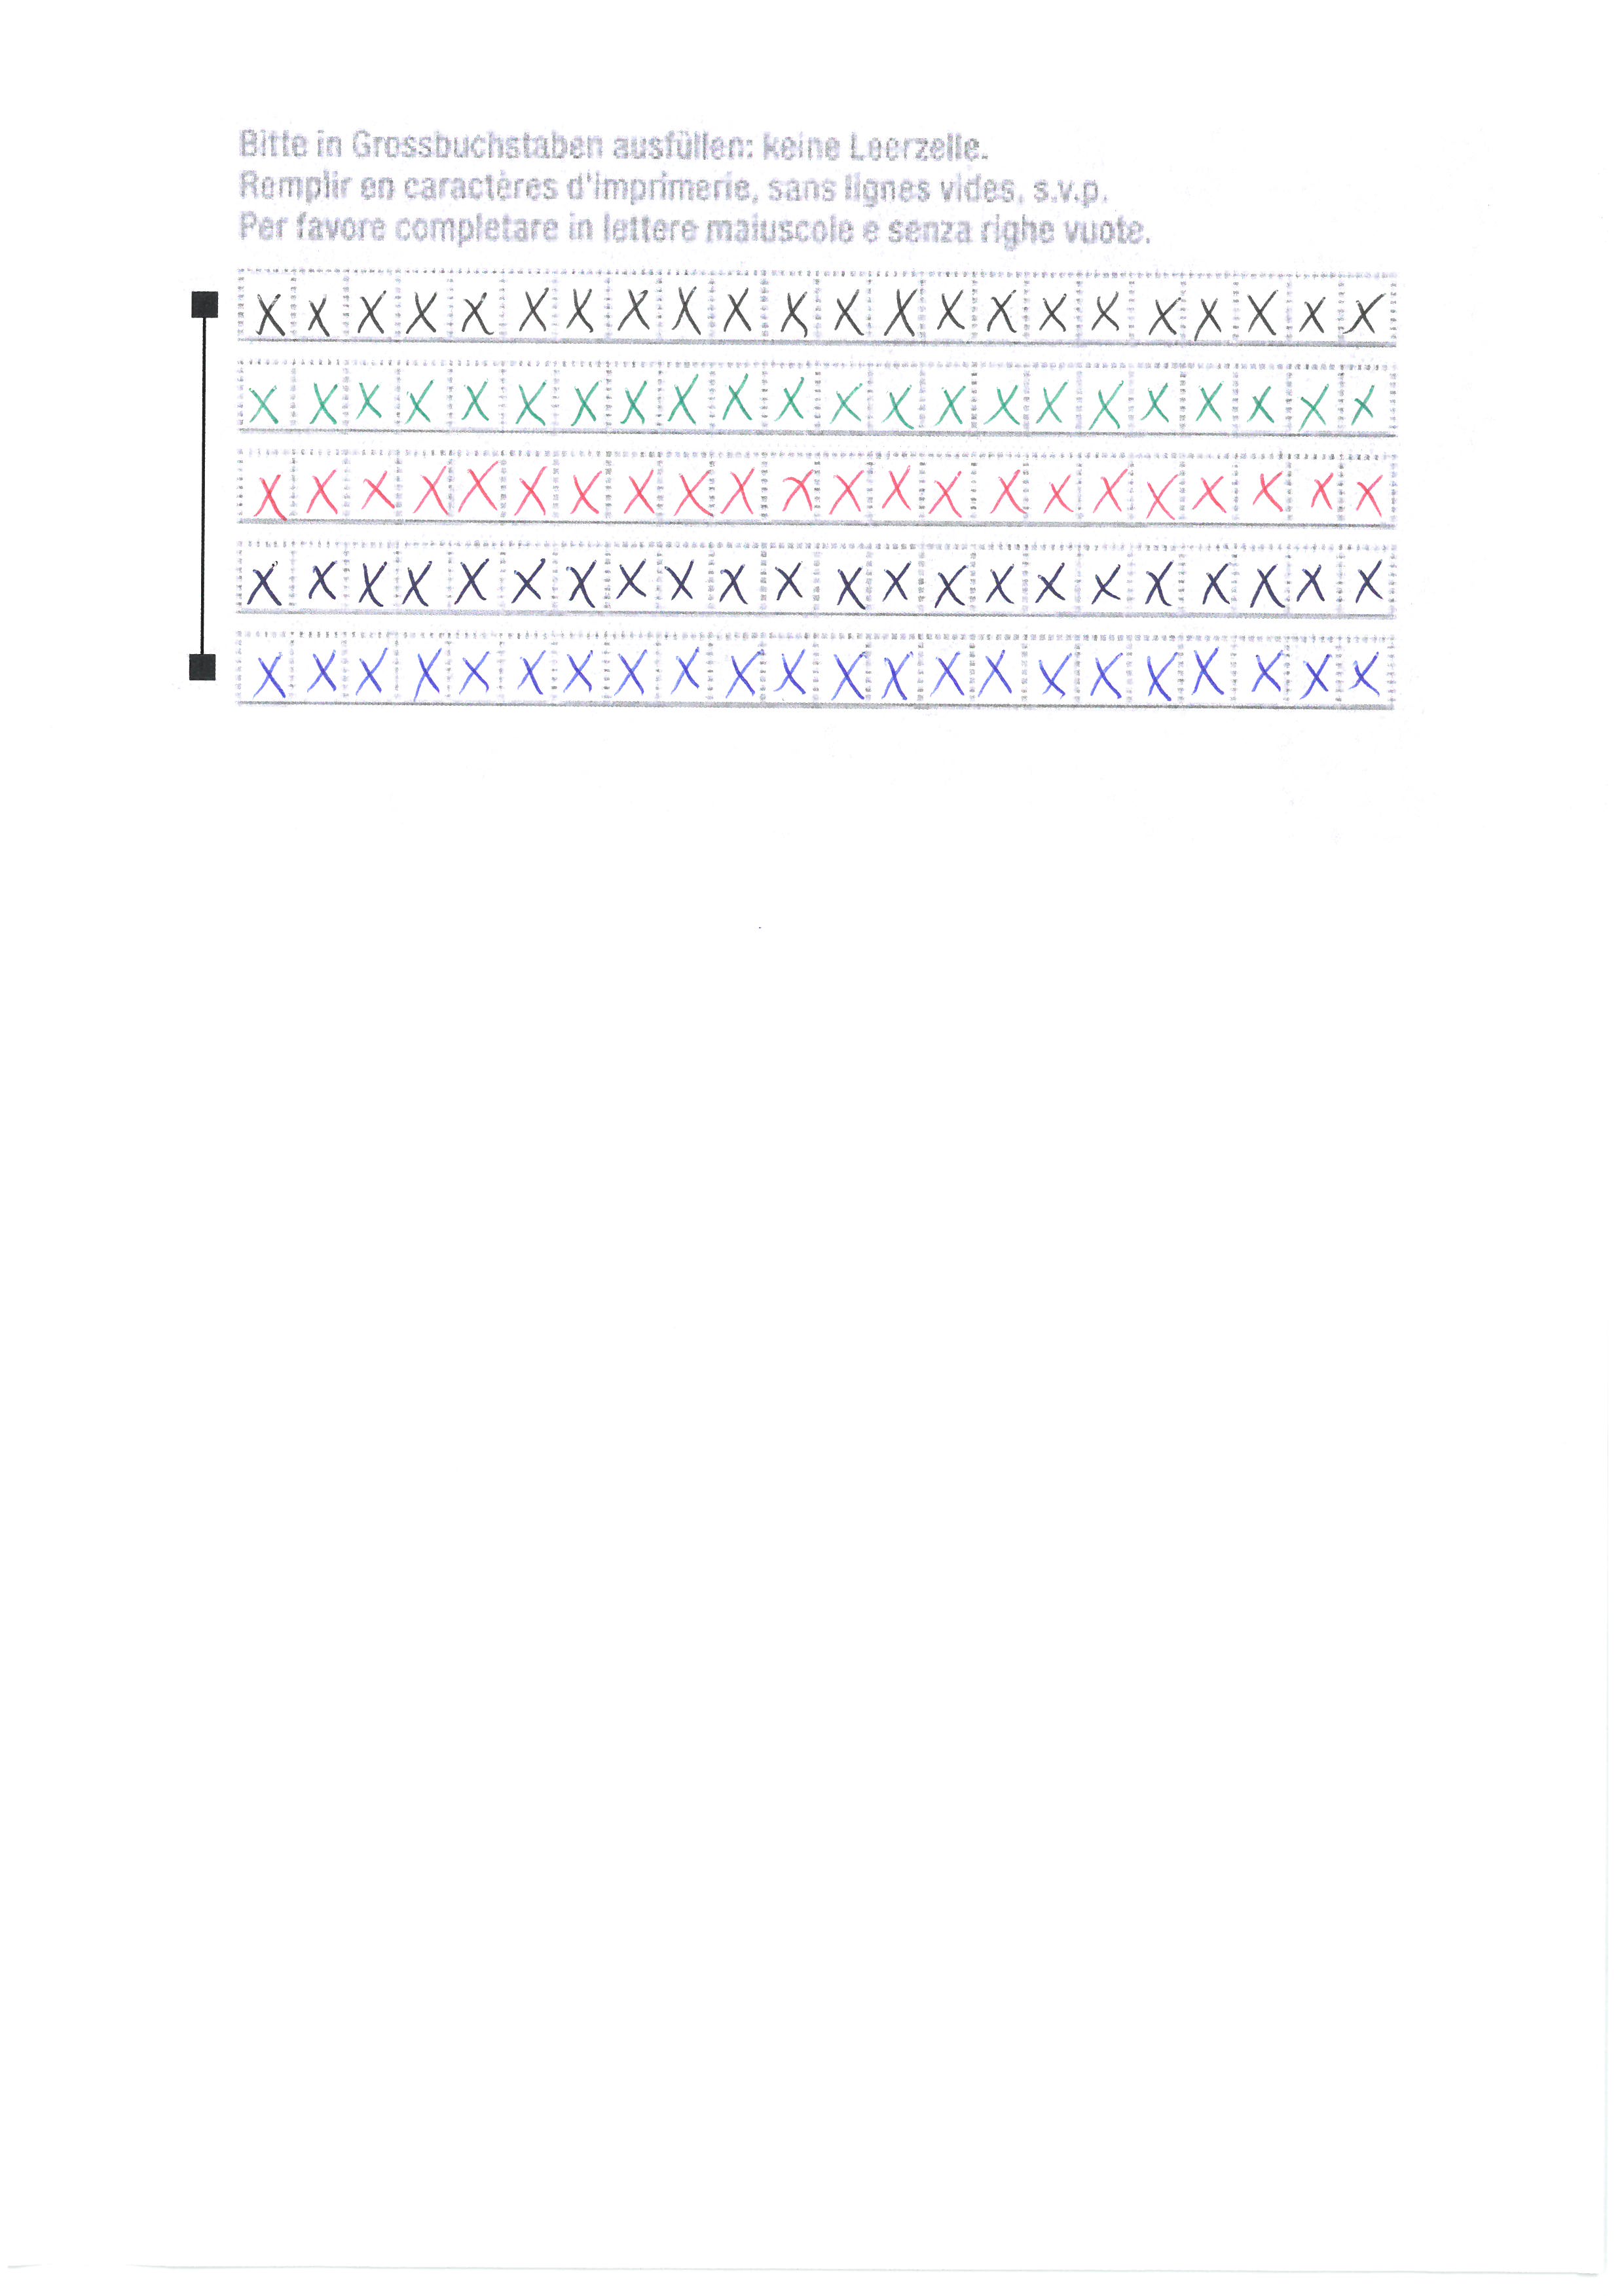 Bitte in Grossbuchstaben ausfüllen: keine Leerzeile.
Remplir en caractères d'imprimerie, sans lignes vides, s.v.p.
Per favore completare in lettere maiuscole e senza righe vuote.
X X X X X X X X X X X X X X X X X X X X X X
X X X X X X X X X X X X X X X X X X X X X X
X X X X X X X X X X X X X X X X X X X X X X
X X X X X X X X X X X X X X X X X X X X X X
X X X X X X X X X X X X X X X X X X X X X X